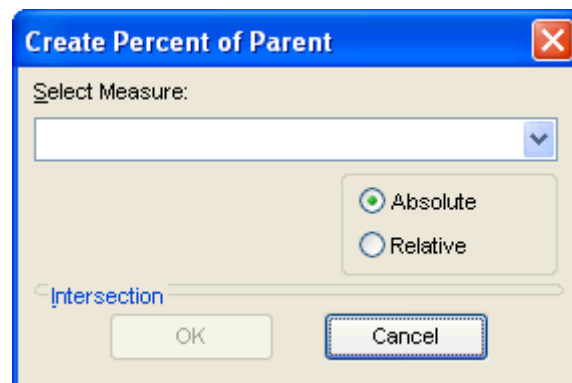 Create Percent of Parent
Select Measure:
Absolute
Relative
Intersection
OK
Cancel